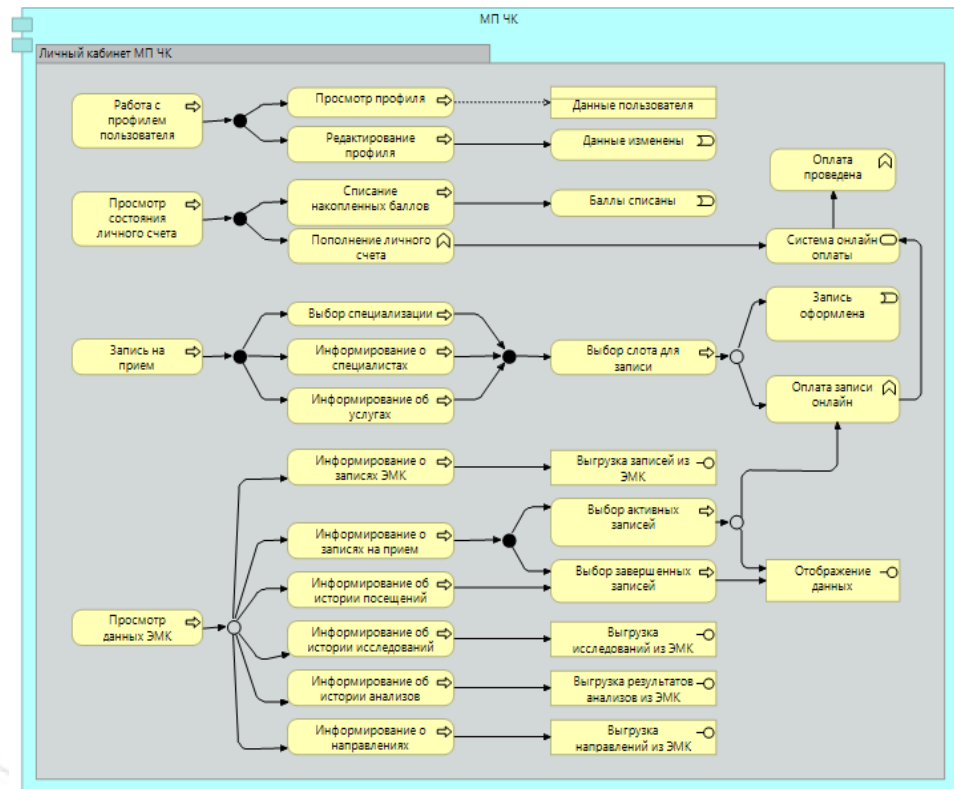 МП ЧК
Личный кабинет МП ЧК
Работа с
профилем
пользователя
Просмотр профиля
Данные пользователя
Редактирование
профиля
Данные изменены
Оплата
проведена
Просмотр
состояния
личного счета
Списание
накопленных баллов
Баллы списаны
Пополнение личного
счета
Система онлайн
оплаты
Запись на
прием
Выбор специализации
Информирование о
специалистах
Информирование об
услугах
Выбор слота для
записи
Запись
оформлена
Оплата записи
онлайн
Просмотр
данных ЭМК
Информирование о
записях ЭМК
Выгрузка записей из
ЭМК
Информирование о
записях на прием
Выбор активных
записей
Информирование об
истории посещений
Выбор завершенных
записей
Отображение
данных
Информирование об
истории исследований
Выгрузка
исследований из ЭМК
Информирование об
истории анализов
Выгрузка результатов
анализов из ЭМК
Информирование о
направлениях
Выгрузка
направлений из ЭМК